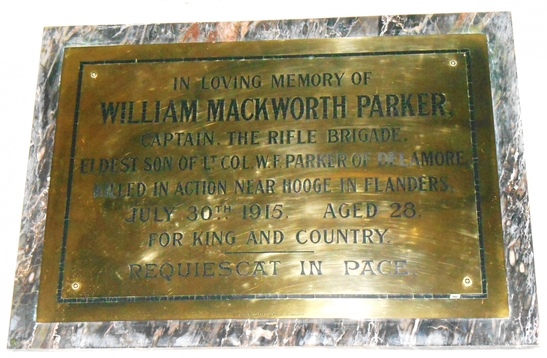 IN LOVING MEMORY OF
WILLIAM MACKWORTH PARKER,
CAPTAIN, THE RIFLE BRIGADE,
ELDEST SON OF LT COL W.F. PARKER OF DELAMORE
KILLED IN ACTION NEAR HOOGE IN FLANDERS,
JULY 30TH 1915. AGED 28.
FOR KING AND COUNTRY.
REQUIESCAT IN PACE.